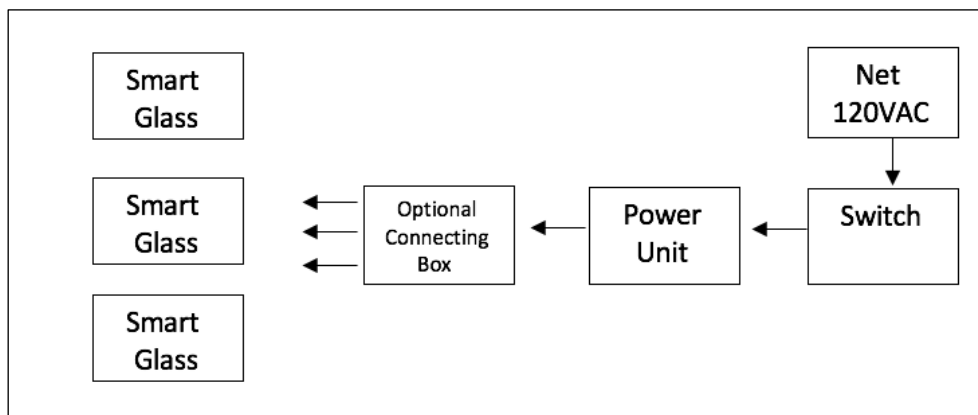 Smart
Glass
Net
120VAC
Smart
Glass
Optional
Connecting
Box
Power
Unit
Switch
Smart
Glass